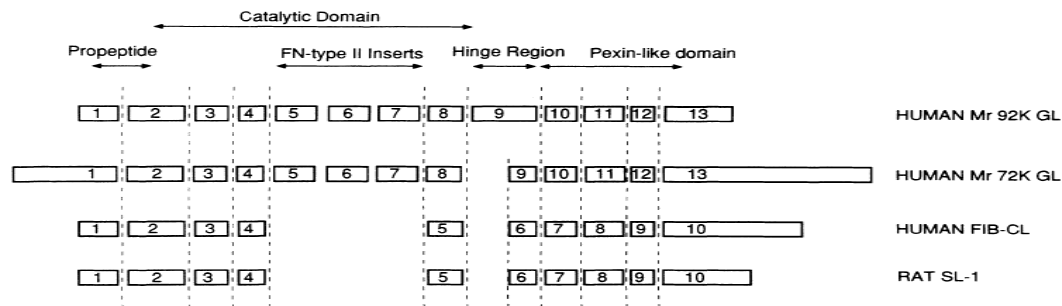 Catalytic Domain
Propeptide FN-type II Inserts Hinge Region Pexin-like domain
1 2 3 4 5 6 7 8 9 10 11 12 13 HUMAN Mr 92K GL
1 2 3 4 5 6 7 8 9 10 11 12 13 HUMAN Mr 72K GL
1 2 3 4 5 6 7 8 9 10 HUMAN FIB-CL
1 2 3 4 5 6 7 8 9 10 RAT SL-1